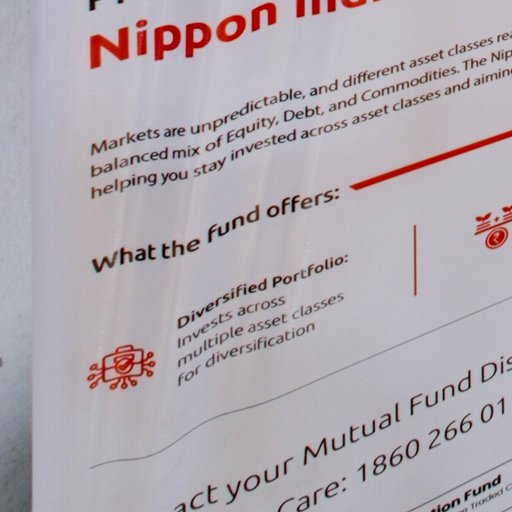 Nippon
Markets are unpredictable, and different asset classes
balanced mix of Equity, Debt, and Commodities. The
helping you stay invested across asset classes and
What the fund offers:
Diversified Portfolio:
Invests across
multiple asset classes
for diversification
act your Mutual Fund
Care: 1860 266 01
Fund